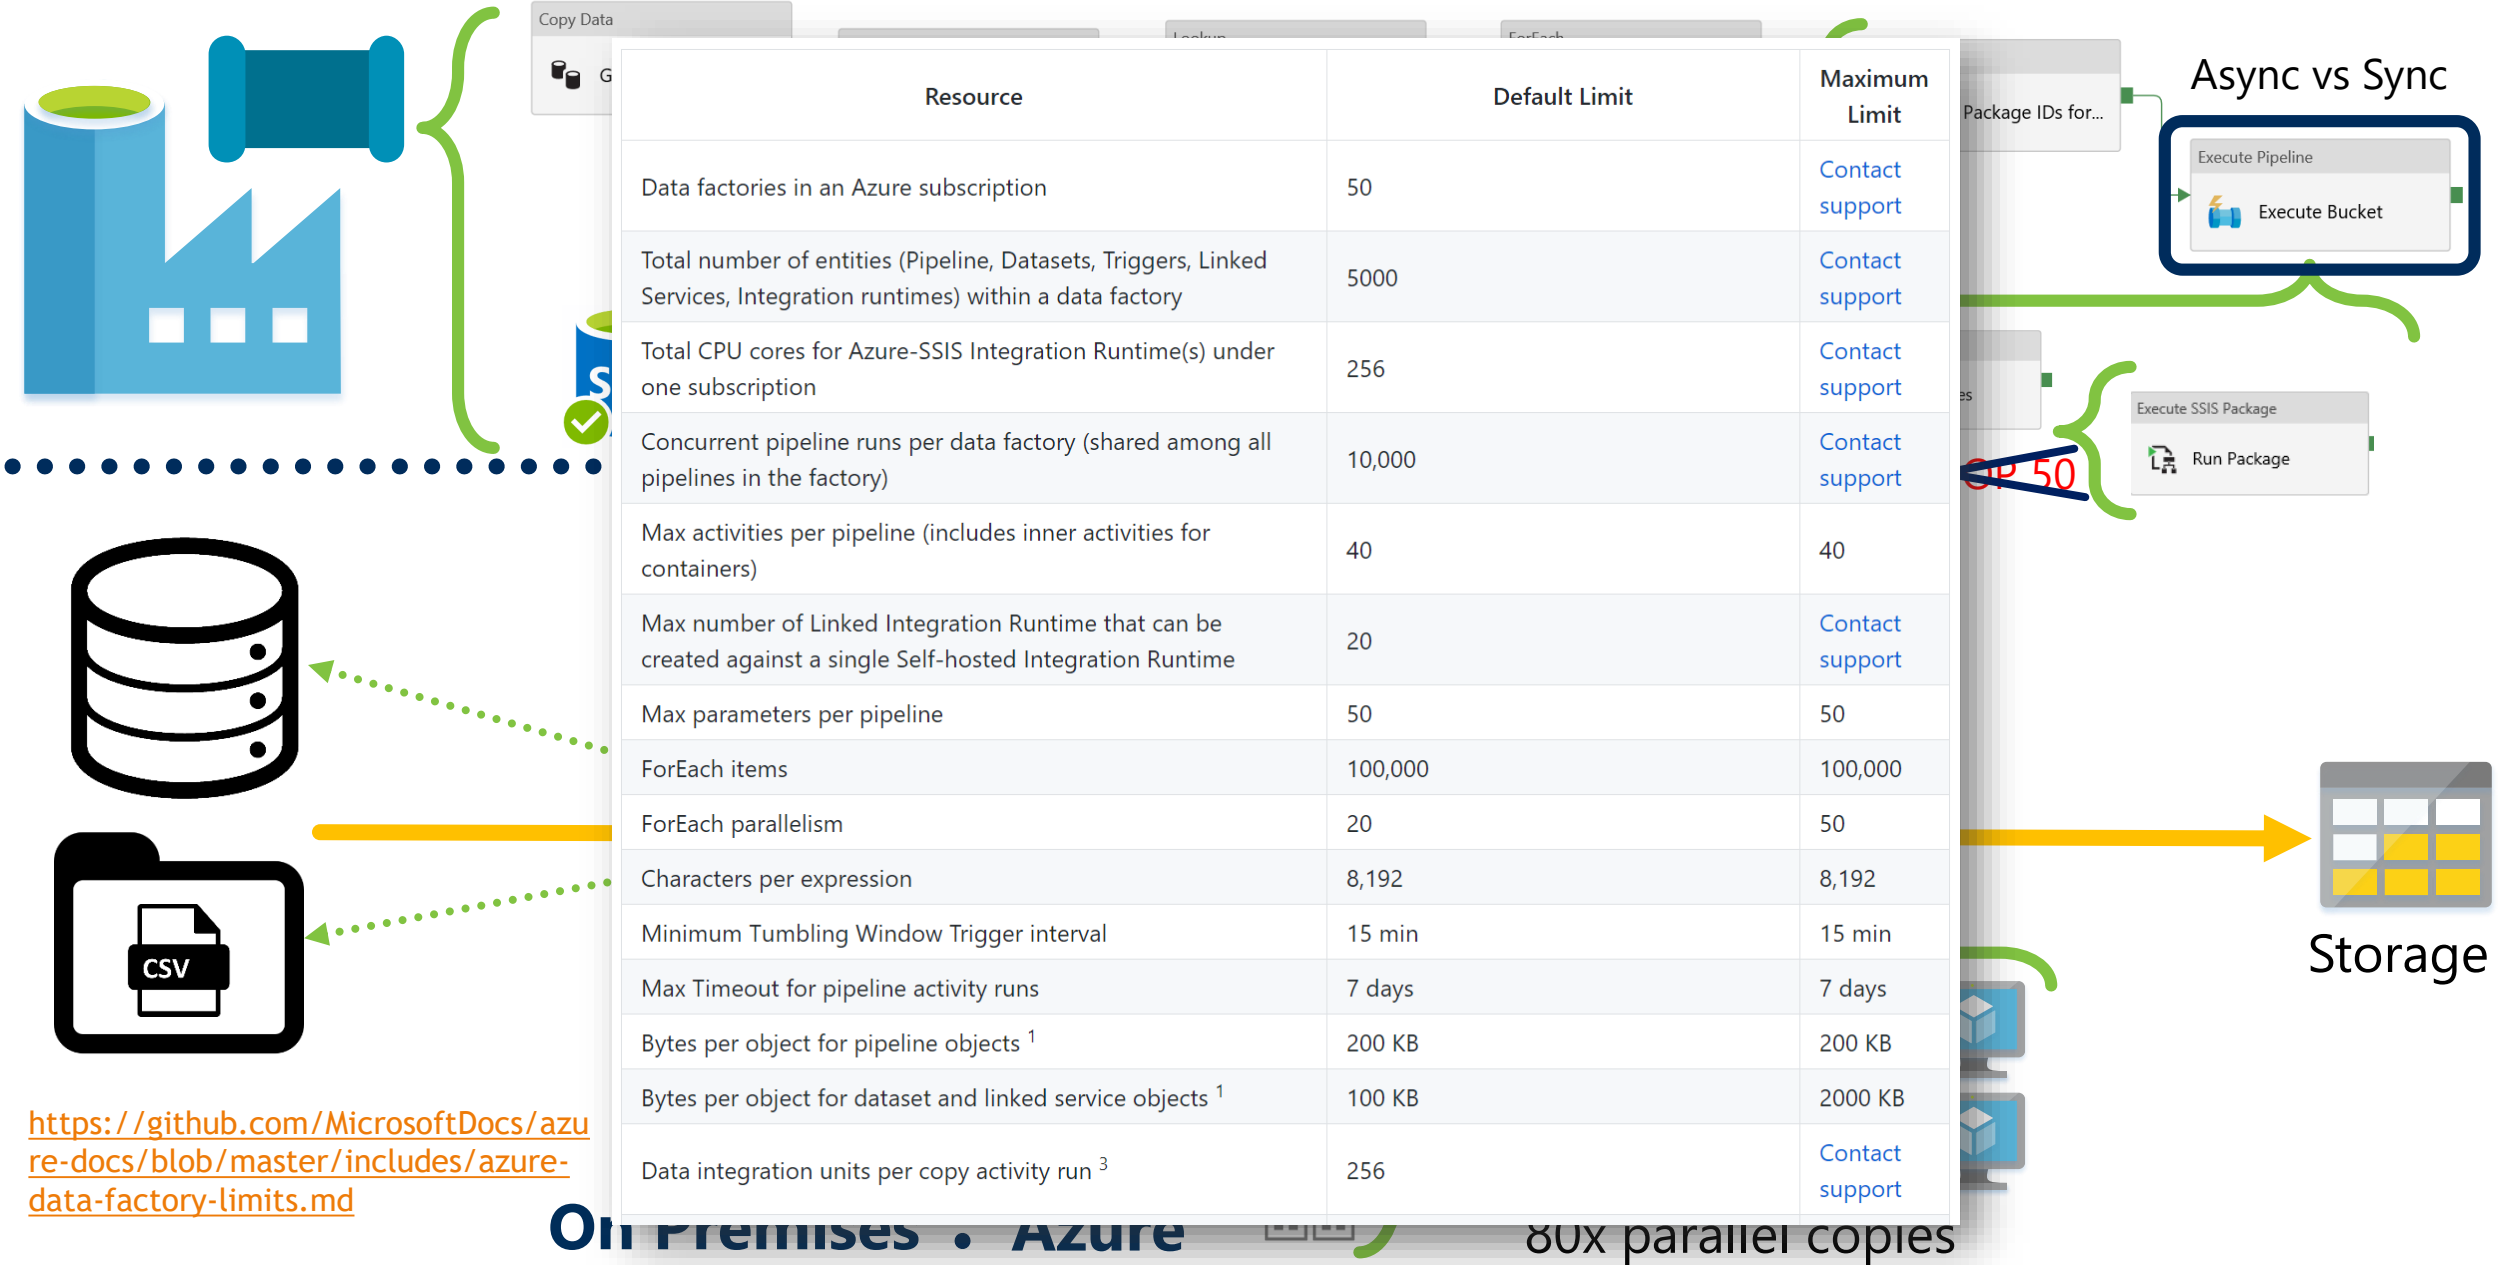 Copy Data
G
Lookup
ForEach
Package IDs for...
Async vs Sync
Execute Pipeline
Execute Bucket
Resource
Default Limit
Maximum
Limit
Data factories in an Azure subscription
50
Contact
support
Total number of entities (Pipeline, Datasets, Triggers, Linked
Services, Integration runtimes) within a data factory
5000
Contact
support
Total CPU cores for Azure-SSIS Integration Runtime(s) under
one subscription
256
Contact
support
Concurrent pipeline runs per data factory (shared among all
pipelines in the factory)
10,000
Contact
support
Max activities per pipeline (includes inner activities for
containers)
40
40
Max number of Linked Integration Runtime that can be
created against a single Self-hosted Integration Runtime
20
Contact
support
Max parameters per pipeline
50
50
ForEach items
100,000
100,000
ForEach parallelism
20
50
Characters per expression
8,192
8,192
Minimum Tumbling Window Trigger interval
15 min
15 min
Max Timeout for pipeline activity runs
7 days
7 days
Bytes per object for pipeline objects 1
200 KB
200 KB
Bytes per object for dataset and linked service objects 1
100 KB
2000 KB
Data integration units per copy activity run 3
256
Contact
support
S
es
OP 50
Execute SSIS Package
Run Package
CSV
Storage
https://github.com/MicrosoftDocs/azu
re-docs/blob/master/includes/azure-
data-factory-limits.md
On Premises • Azure
80x parallel copies